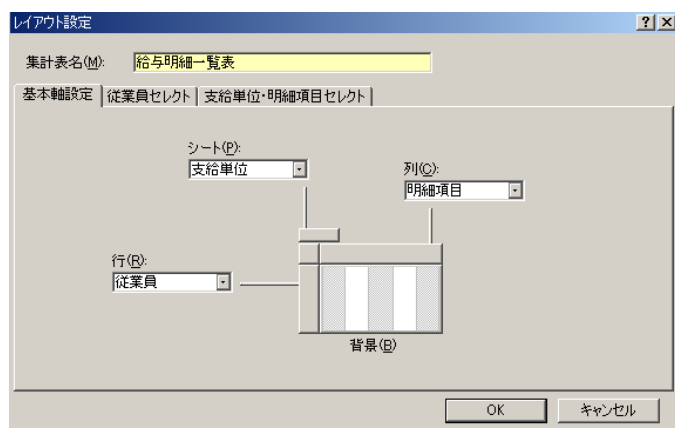 レイアウト設定
集計表名(M): 給与明細一覧表
基本軸設定 従業員セレクト 支給単位・明細項目セレクト
シート(P):
支給単位
列(C):
明細項目
行(R):
従業員
背景(B)
OK キャンセル